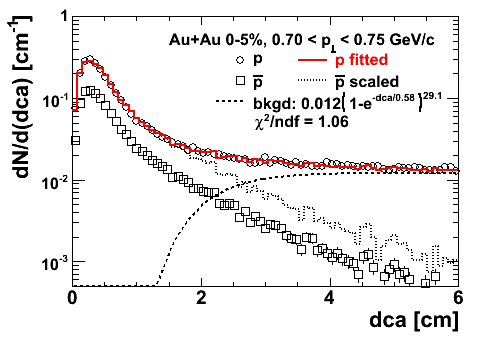 dN/d(dca) [cm⁻¹]
1
10⁻¹
10⁻²
10⁻³
Au+Au 0-5%, 0.70 < p⊥ < 0.75 GeV/c
p p fitted
p̅ p̅ scaled
bkgd: 0.012(1-e^-dca/0.58)^29.1
χ²/ndf = 1.06
0 2 4 6
dca [cm]